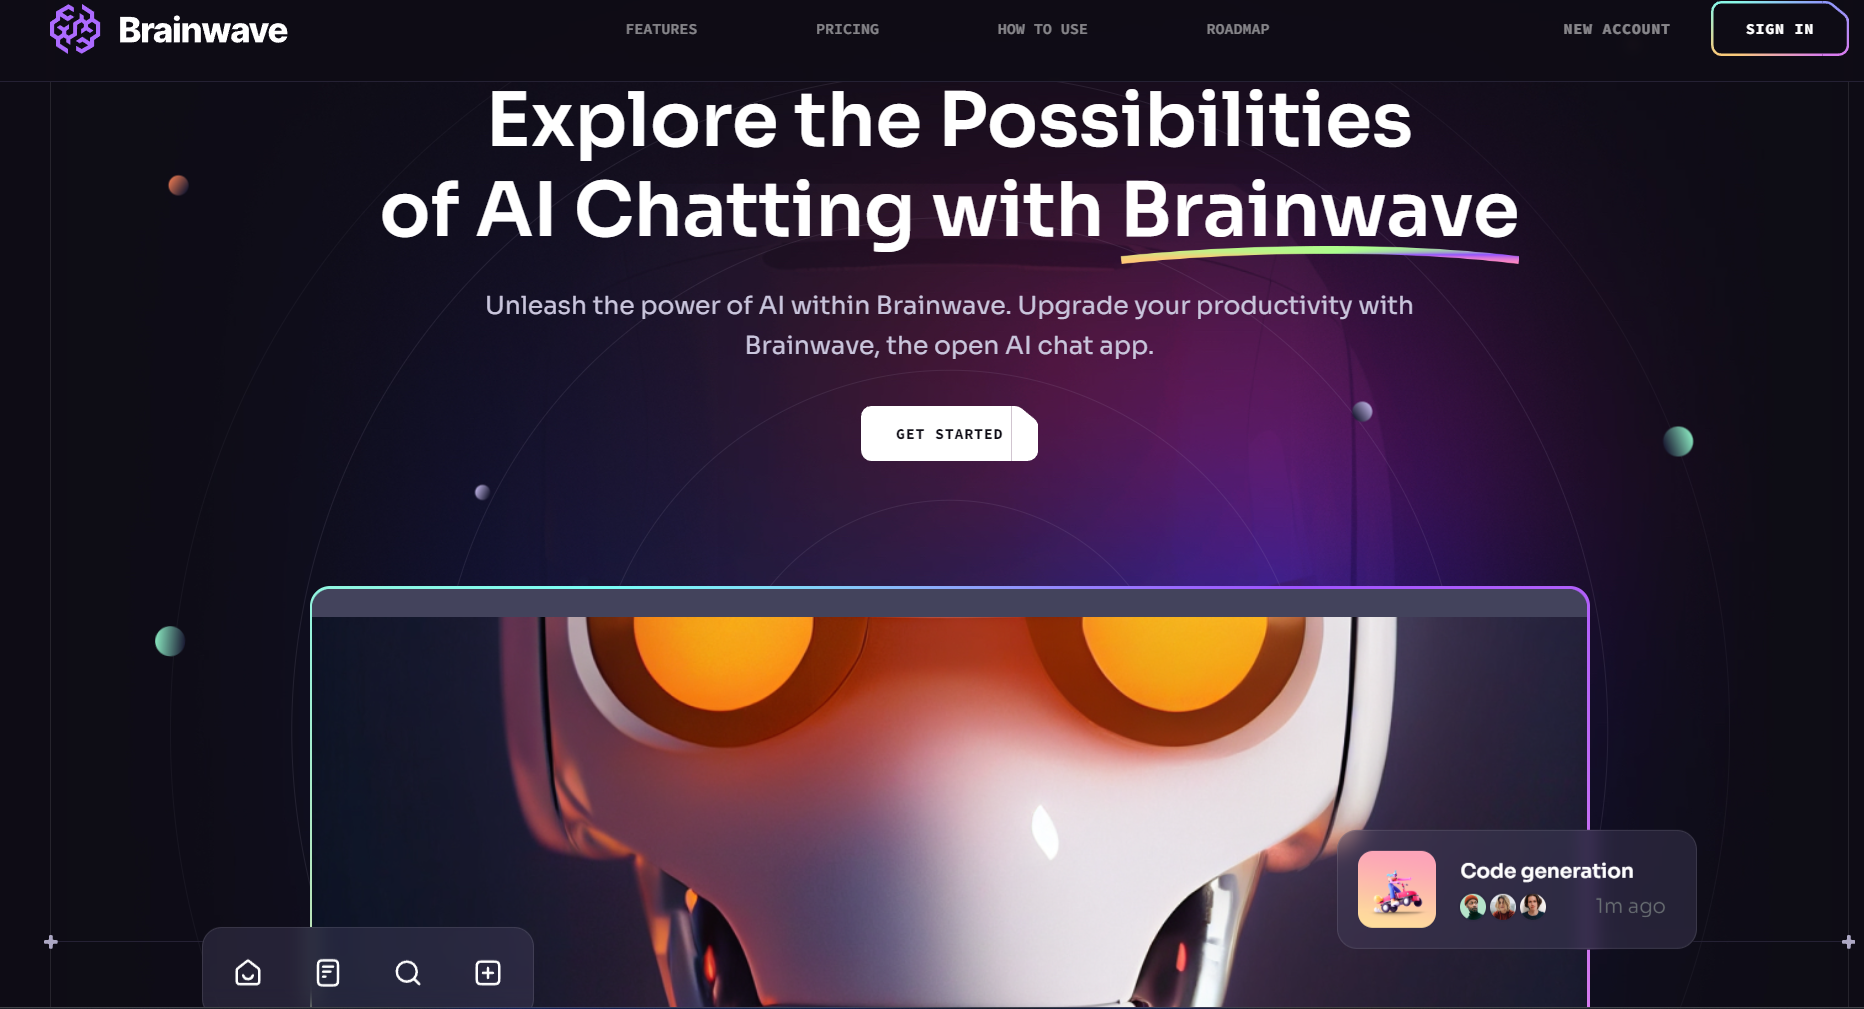 Brainwave
FEATURES
PRICING
HOW TO USE
ROADMAP
NEW ACCOUNT
SIGN IN
Explore the Possibilities
of AI Chatting with Brainwave
Unleash the power of AI within Brainwave. Upgrade your productivity with
Brainwave, the open AI chat app.
GET STARTED
Code generation
1m ago